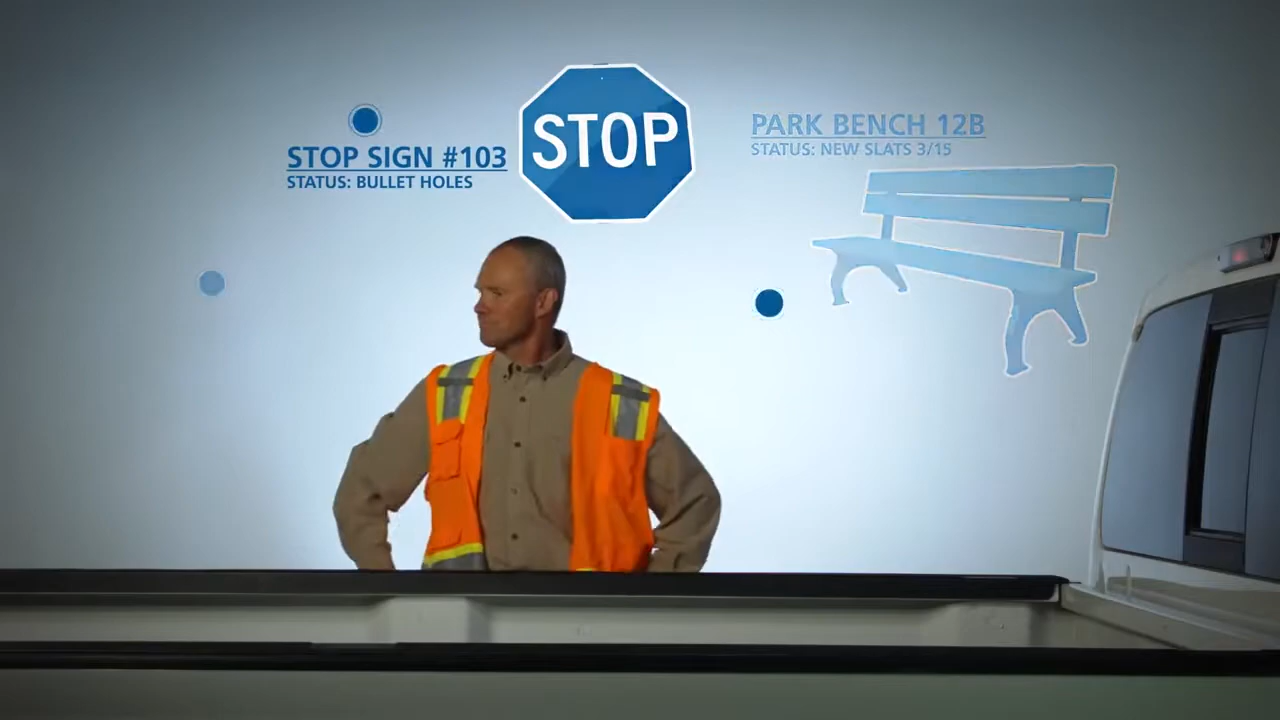 STOP SIGN #103
STATUS: BULLET HOLES
STOP
PARK BENCH 12B
STATUS: NEW SLATS 3/15